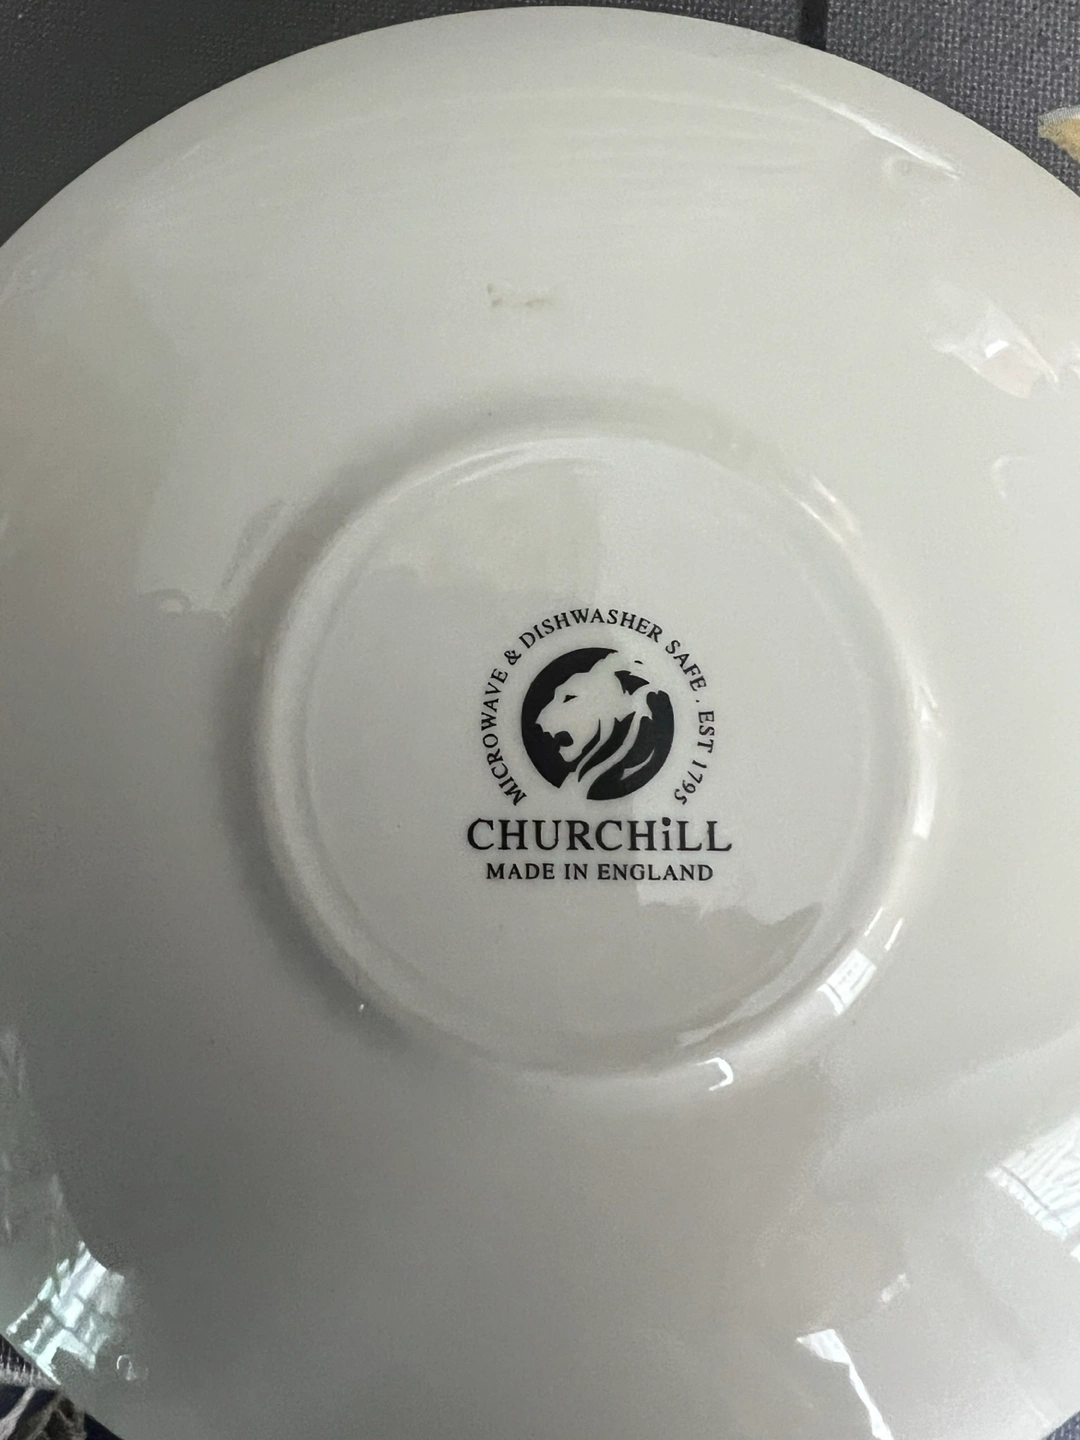 MICROWAVE & DISHWASHER SAFE . EST 1795
CHURCHiLL
MADE IN ENGLAND